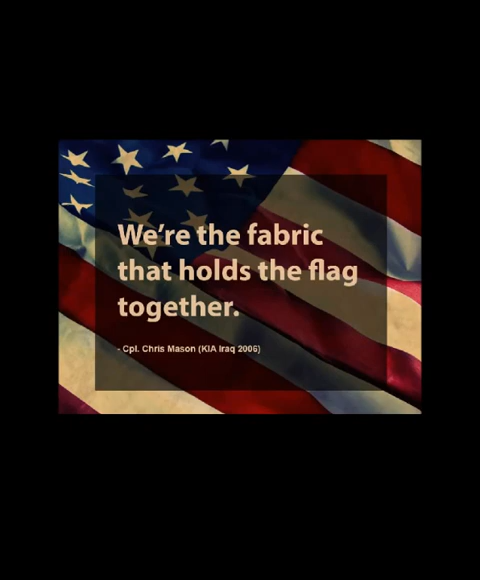 We're the fabric
that holds the flag
together.
- Cpl. Chris Mason (KIA Iraq 2006)